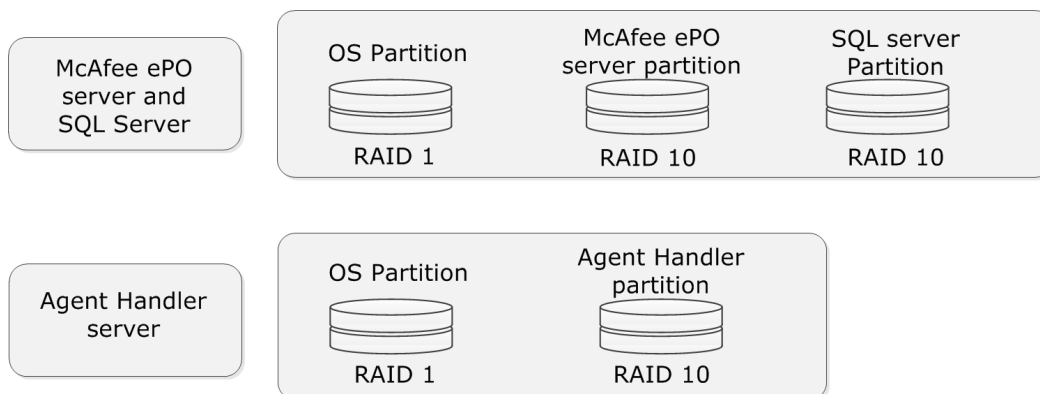 McAfee ePO
server and
SQL Server
OS Partition
RAID 1
McAfee ePO
server partition
RAID 10
SQL server
Partition
RAID 10
Agent Handler
server
OS Partition
RAID 1
Agent Handler
partition
RAID 10